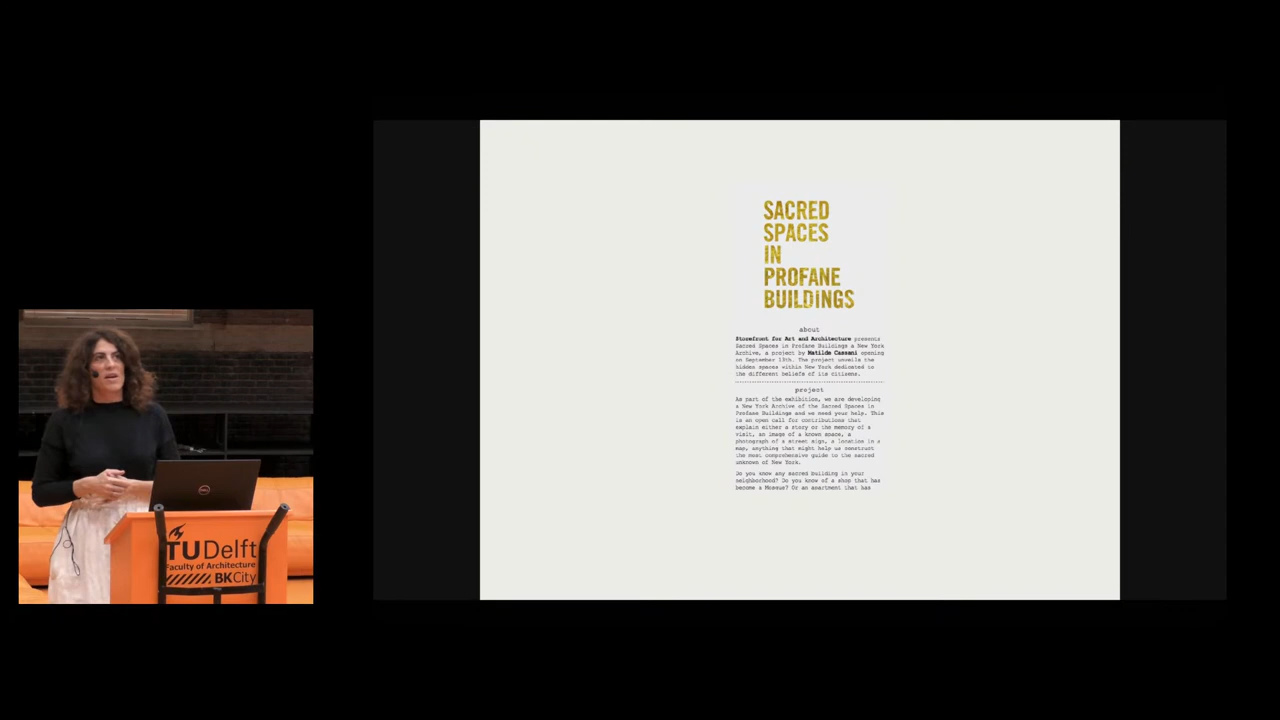 SACRED
SPACES
IN
PROFANE
BUILDINGS
about
Storefront for Art and Architecture presents
Sacred Spaces in Profane Buildings a New York
Archive, a project by Matilde Cassani opening
on September 18th. The project unveils the
hidden spaces within New York dedicated to
the different beliefs of its citizens.
project
As part of the exhibition, we are developing
a New York Archive of the Sacred Spaces in
Profane Buildings and we need your help. This
is an open call for contributions that
explain either a story or the memory of a
visit, an image of a known space, a
photograph of a street sign, a location in a
map, anything that might help us construct
the most comprehensive guide to the sacred
unknown of New York.
Do you know any sacred building in your
neighborhood? Do you know of a shop that has
become a Mosque? Or an apartment that has
DELL
TUDelft
Faculty of Architecture
BKCity